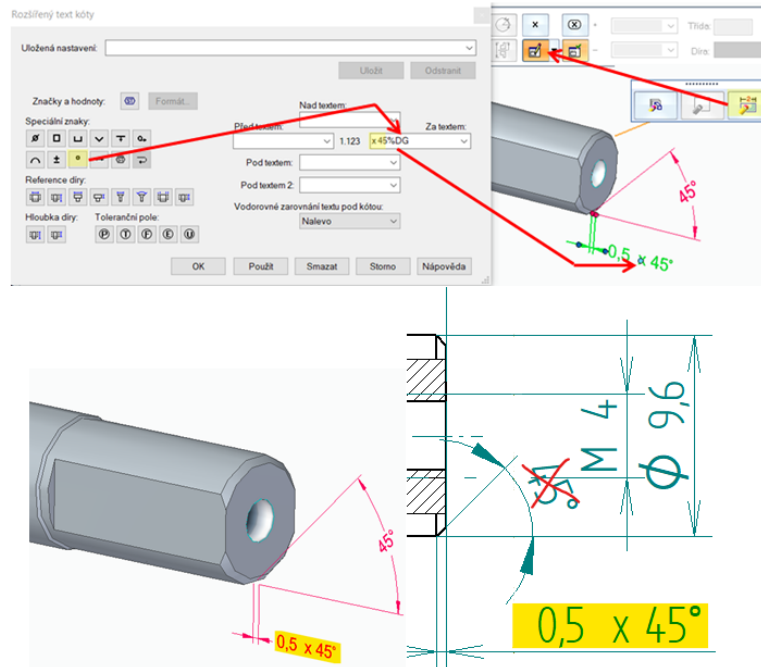 Rozšířený text kóty
Uložená nastavení:
Uložit
Odstranit
Třída:
Díra:
Značky a hodnoty:
Formát..
Nad textem:
Speciální znaky:
Před textem:
Za textem:
1.123
x 45%DG
Pod textem:
Reference díry:
Pod textem 2:
Vodorovné zarovnání textu pod kótou:
Hloubka díry:
Toleranční pole:
Nalevo
P T F E U
OK
Použít
Smazat
Storno
Nápověda
45°
0,5 x 45°
45°
0,5 x 45°
M 4
ϕ 9,6
45°
0,5 x 45°